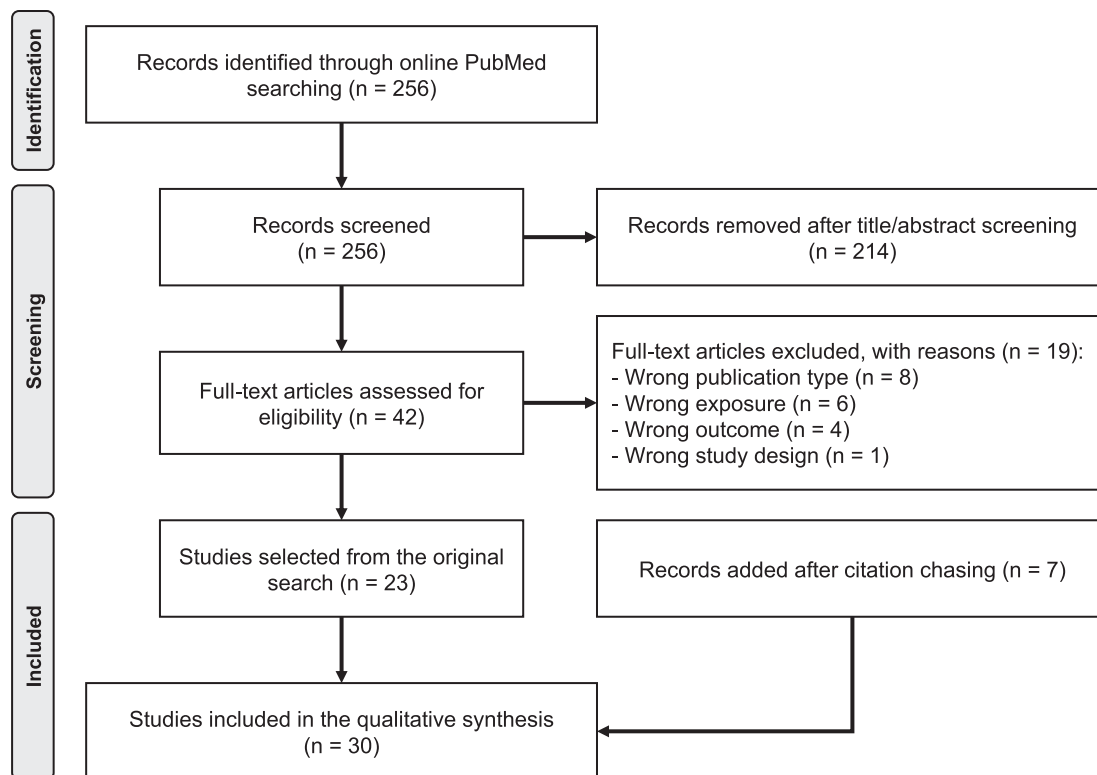 Identification
Records identified through online PubMed
searching (n = 256)
Screening
Records screened
(n = 256)
Records removed after title/abstract screening
(n = 214)
Full-text articles assessed for
eligibility (n = 42)
Full-text articles excluded, with reasons (n = 19):
- Wrong publication type (n = 8)
- Wrong exposure (n = 6)
- Wrong outcome (n = 4)
- Wrong study design (n = 1)
Included
Studies selected from the original
search (n = 23)
Records added after citation chasing (n = 7)
Studies included in the qualitative synthesis
(n = 30)